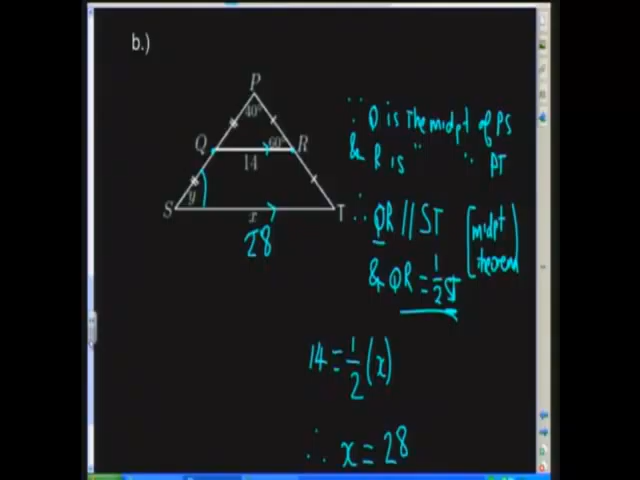 b.)
P
40°
Q
60°
R
14
y
S
x
T
28
∵ Q is the midpt of PS
& R is " " PT
∴ QR // ST [midpt theorem]
& QR = 1/2 ST
14 = 1/2 (x)
∴ x = 28